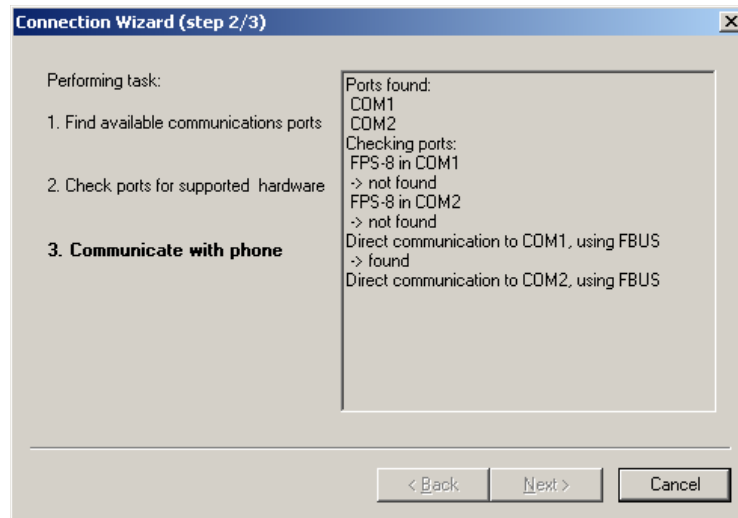 Connection Wizard (step 2/3)
Performing task:
1. Find available communications ports
2. Check ports for supported hardware
3. Communicate with phone
Ports found:
COM1
COM2
Checking ports:
FPS-8 in COM1
-> not found
FPS-8 in COM2
-> not found
Direct communication to COM1, using FBUS
-> found
Direct communication to COM2, using FBUS
< Back
Next >
Cancel